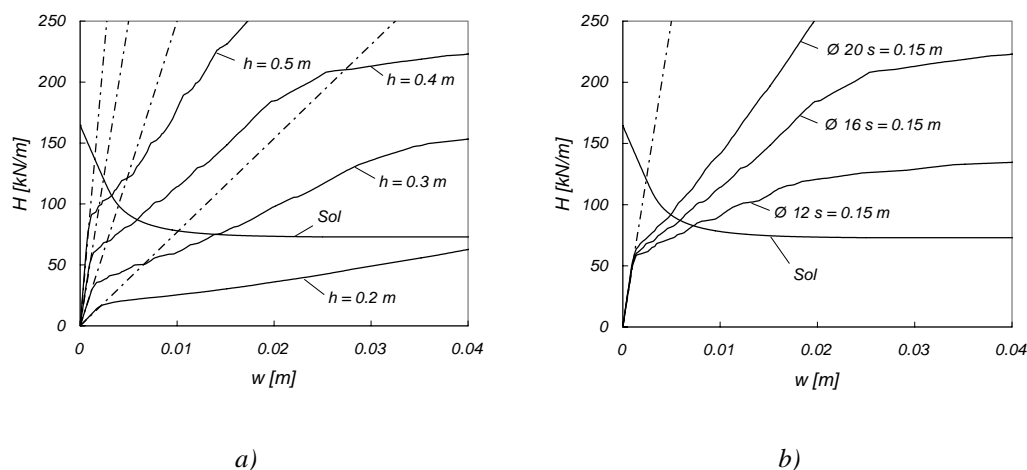 250
200
150
100
50
0
H [kN/m]
0 0.01 0.02 0.03 0.04
w [m]
h = 0.5 m
h = 0.4 m
h = 0.3 m
Sol
h = 0.2 m
a)
250
200
150
100
50
0
H [kN/m]
0 0.01 0.02 0.03 0.04
w [m]
Ø 20 s = 0.15 m
Ø 16 s = 0.15 m
Ø 12 s = 0.15 m
Sol
b)